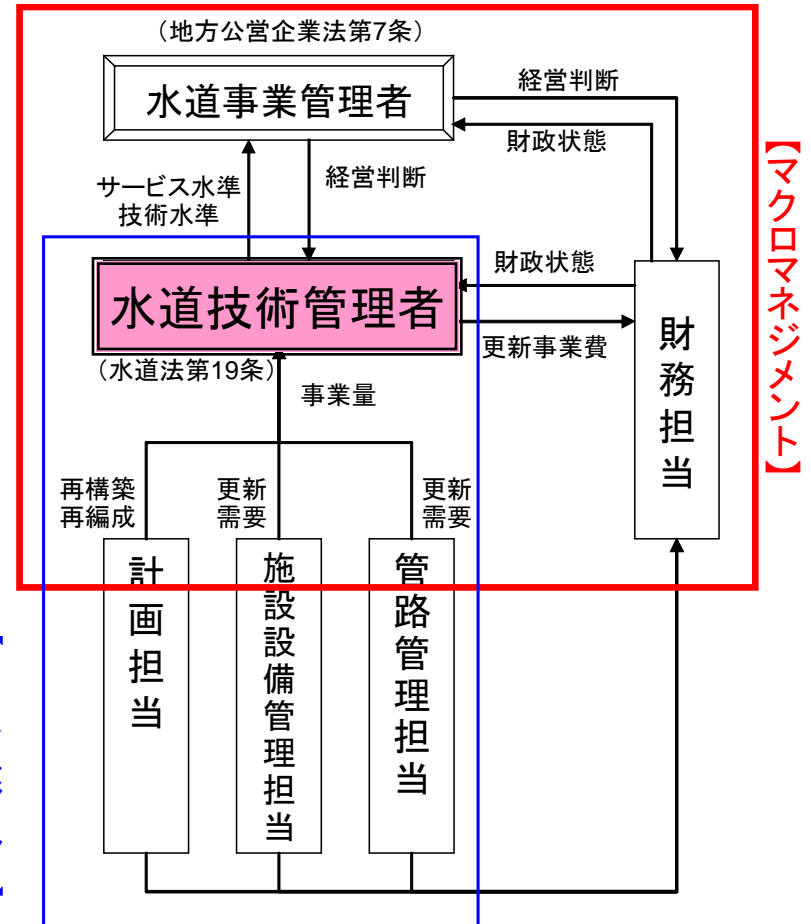 （地方公営企業法第7条）
水道事業管理者
経営判断
財政状態
サービス水準
技術水準
経営判断
財政状態
水道技術管理者
更新事業費
（水道法第19条）
事業量
財務担当
【マクロマネジメント】
再構築
再編成
更新
需要
更新
需要
計画担当
施設設備管理担当
管路管理担当